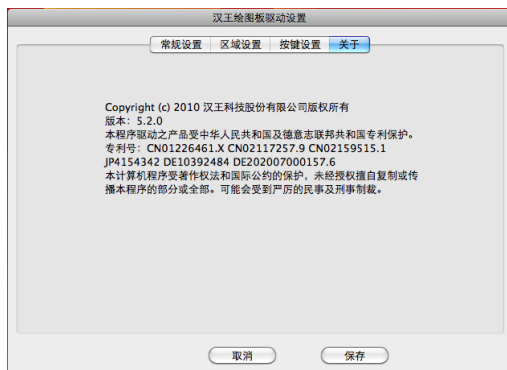 汉王绘图板驱动设置
常规设置 区域设置 按键设置 关于
Copyright (c) 2010 汉王科技股份有限公司版权所有
版本：5.2.0
本程序驱动之产品受中华人民共和国及德意志联邦共和国专利保护。
专利号：CN01226461.X CN02117257.9 CN02159515.1
JP4154342 DE10392484 DE202007000157.6
本计算机程序受著作权法和国际公约的保护，未经授权擅自复制或传
播本程序的部分或全部。可能会受到严厉的民事及刑事制裁。
取消 保存